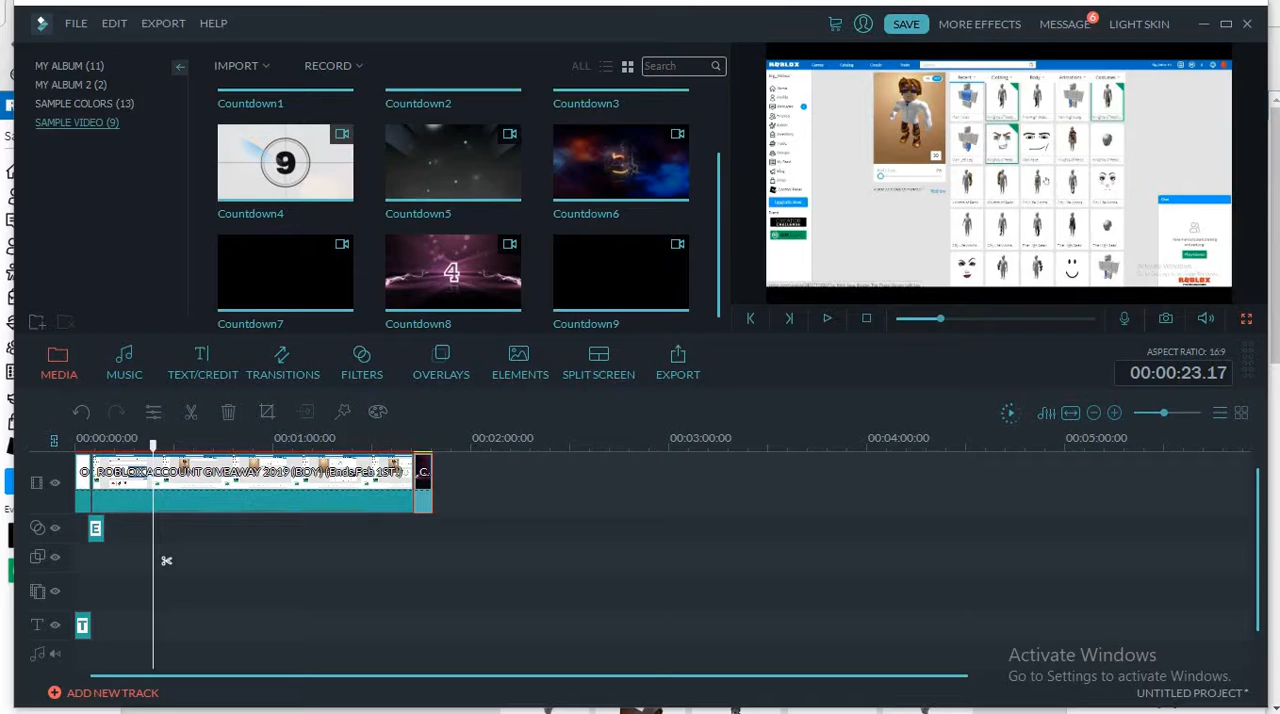 FILE EDIT EXPORT HELP SAVE MORE EFFECTS MESSAGE 6 LIGHT SKIN
MY ALBUM (11)
MY ALBUM 2 (2)
SAMPLE COLORS (13)
SAMPLE VIDEO (9)
IMPORT RECORD ALL Search
Countdown1 Countdown2 Countdown3
9
Countdown4 Countdown5 Countdown6
4
Countdown7 Countdown8 Countdown9
ROBLOX
MEDIA MUSIC TEXT/CREDIT TRANSITIONS FILTERS OVERLAYS ELEMENTS SPLIT SCREEN EXPORT
ASPECT RATIO: 16:9
00:00:23.17
00:00:00:00 00:01:00:00 00:02:00:00 00:03:00:00 00:04:00:00 00:05:00:00
ROBLOX ACCOUNT GIVEAWAY 2019 (BOY)
E
T
ADD NEW TRACK
Activate Windows
Go to Settings to activate Windows.
UNTITLED PROJECT *